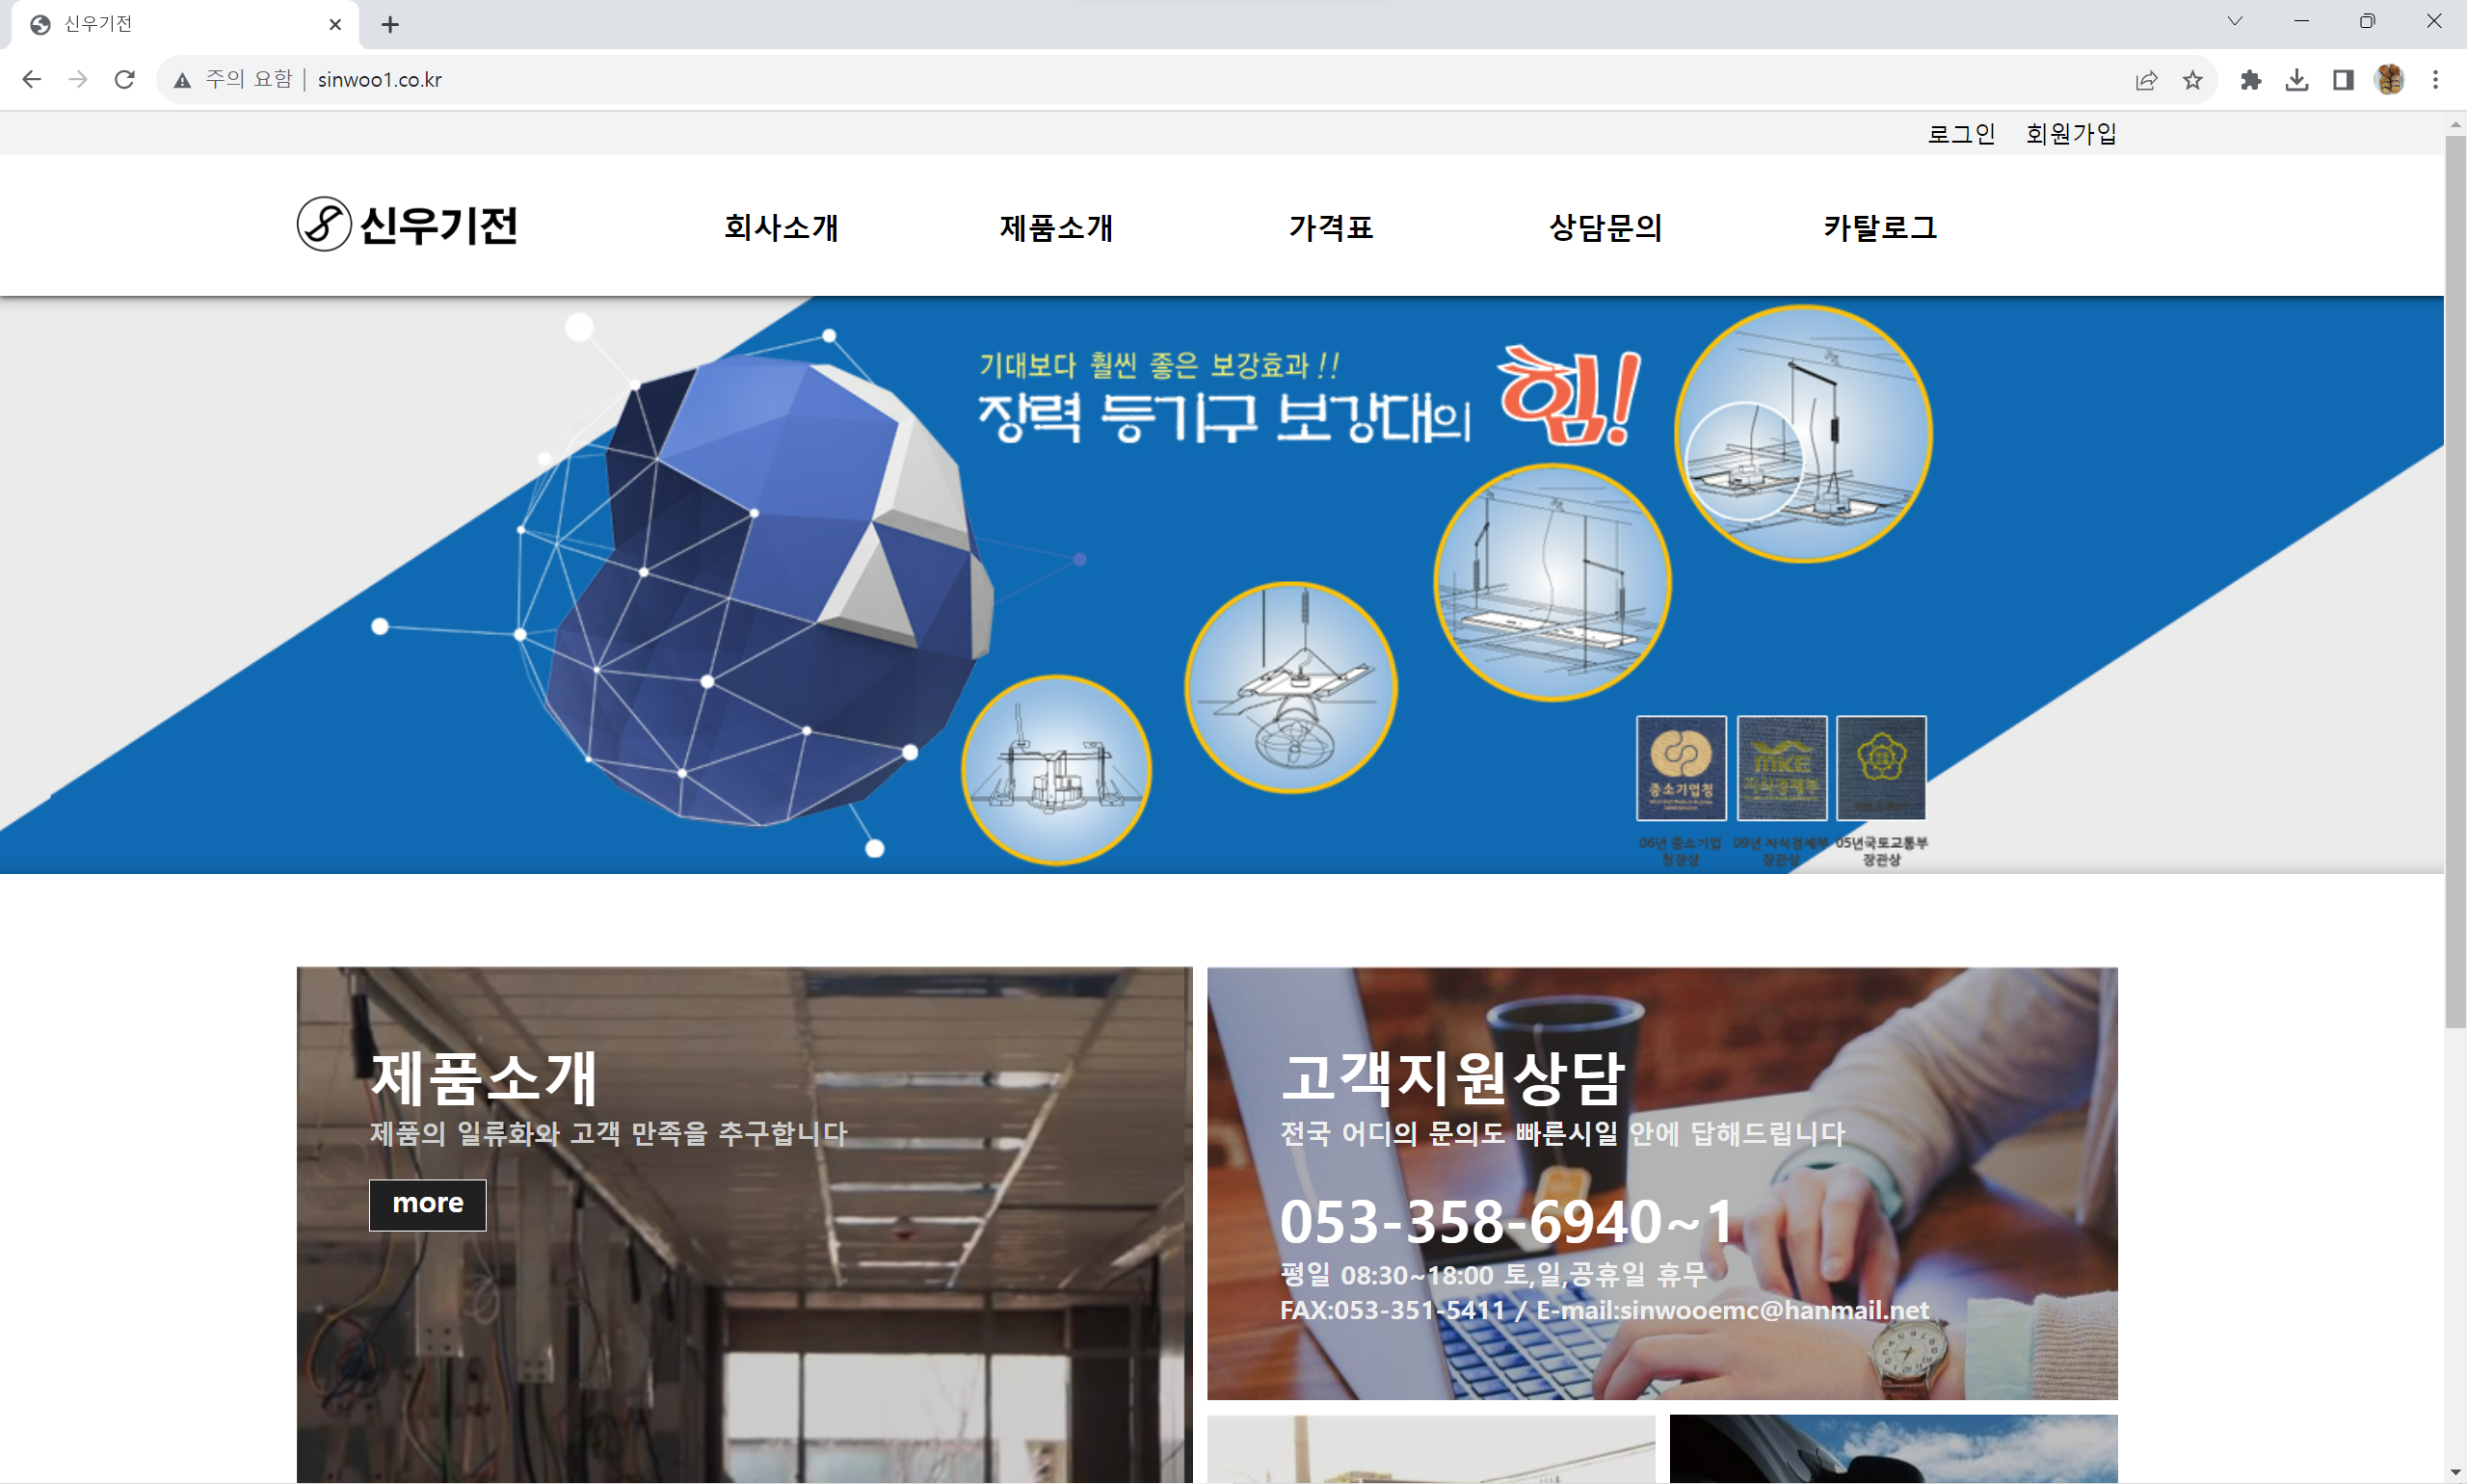 신우기전
주의 요함 | sinwoo1.co.kr
로그인 회원가입
신우기전 회사소개 제품소개 가격표 상담문의 카탈로그
기대보다 훨씬 좋은 보강효과 !!
장력 등기구 보강대의 힘!
중소기업청
MKE
지식경제부
06년 중소기업청장상
09년 지식경제부장관상
05년국토교통부장관상
제품소개
제품의 일류화와 고객 만족을 추구합니다
more
고객지원상담
전국 어디의 문의도 빠른시일 안에 답해드립니다
053-358-6940~1
평일 08:30~18:00 토,일,공휴일 휴무
FAX:053-351-5411 / E-mail:sinwooemc@hanmail.net